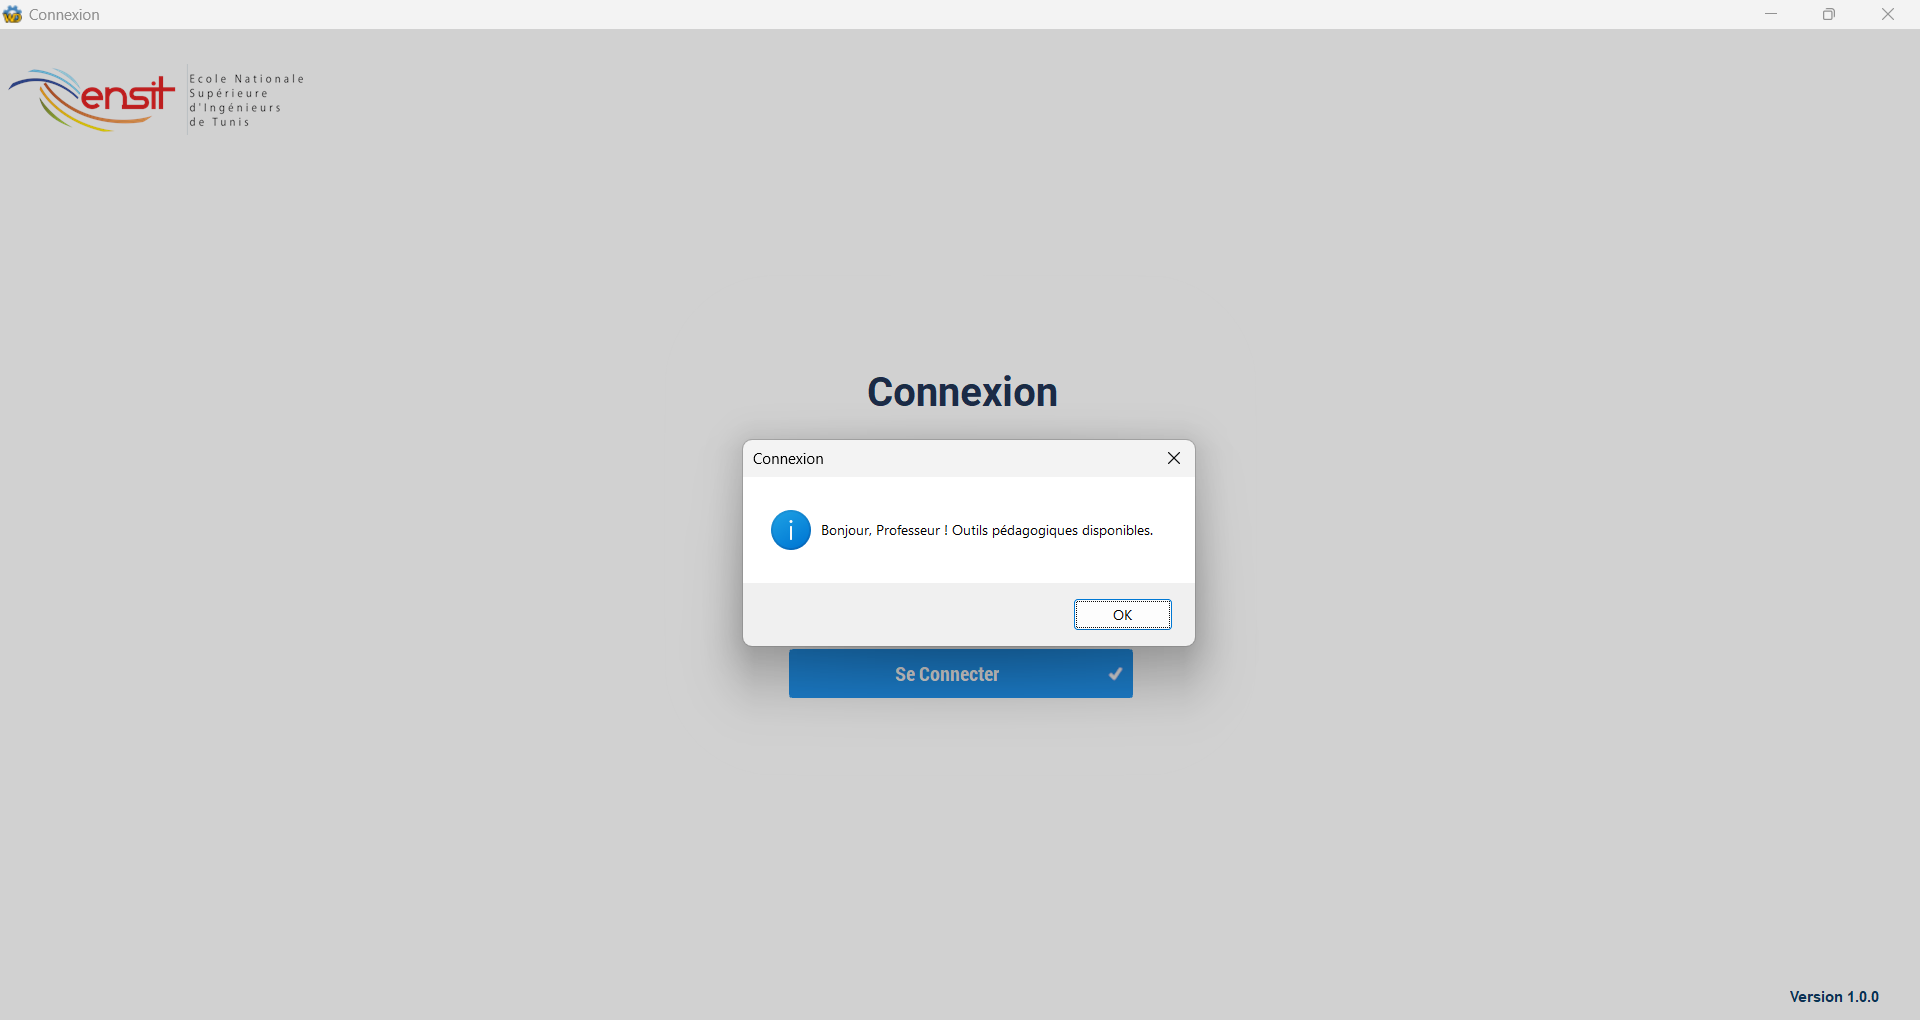 Connexion
ensit
Ecole Nationale
Supérieure
d'Ingénieurs
de Tunis
Connexion
Connexion
Bonjour, Professeur ! Outils pédagogiques disponibles.
OK
Se Connecter
Version 1.0.0